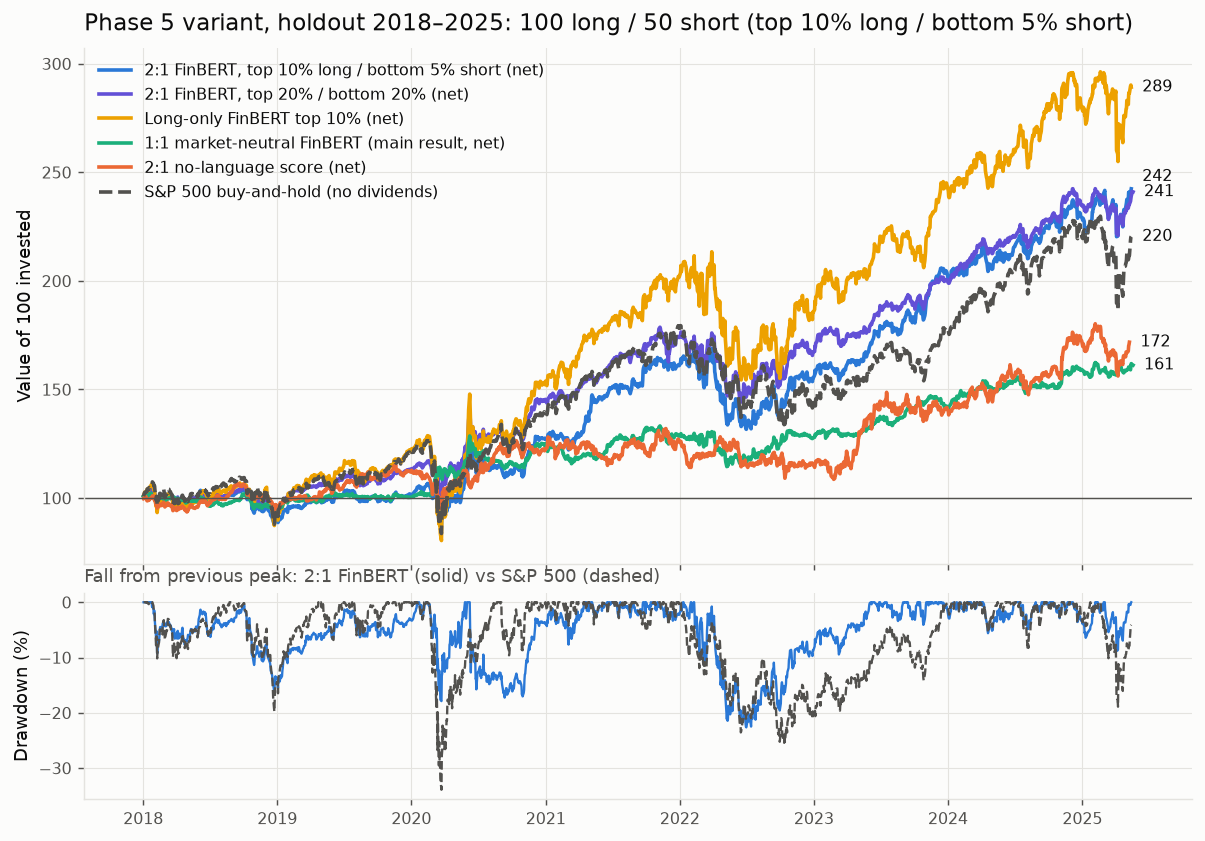 Phase 5 variant, holdout 2018–2025: 100 long / 50 short (top 10% long / bottom 5% short)
300
250
200
150
100
Value of 100 invested
2:1 FinBERT, top 10% long / bottom 5% short (net)
2:1 FinBERT, top 20% / bottom 20% (net)
Long-only FinBERT top 10% (net)
1:1 market-neutral FinBERT (main result, net)
2:1 no-language score (net)
S&P 500 buy-and-hold (no dividends)
289
242
241
220
172
161
Fall from previous peak: 2:1 FinBERT (solid) vs S&P 500 (dashed)
0
−10
−20
−30
Drawdown (%)
2018 2019 2020 2021 2022 2023 2024 2025